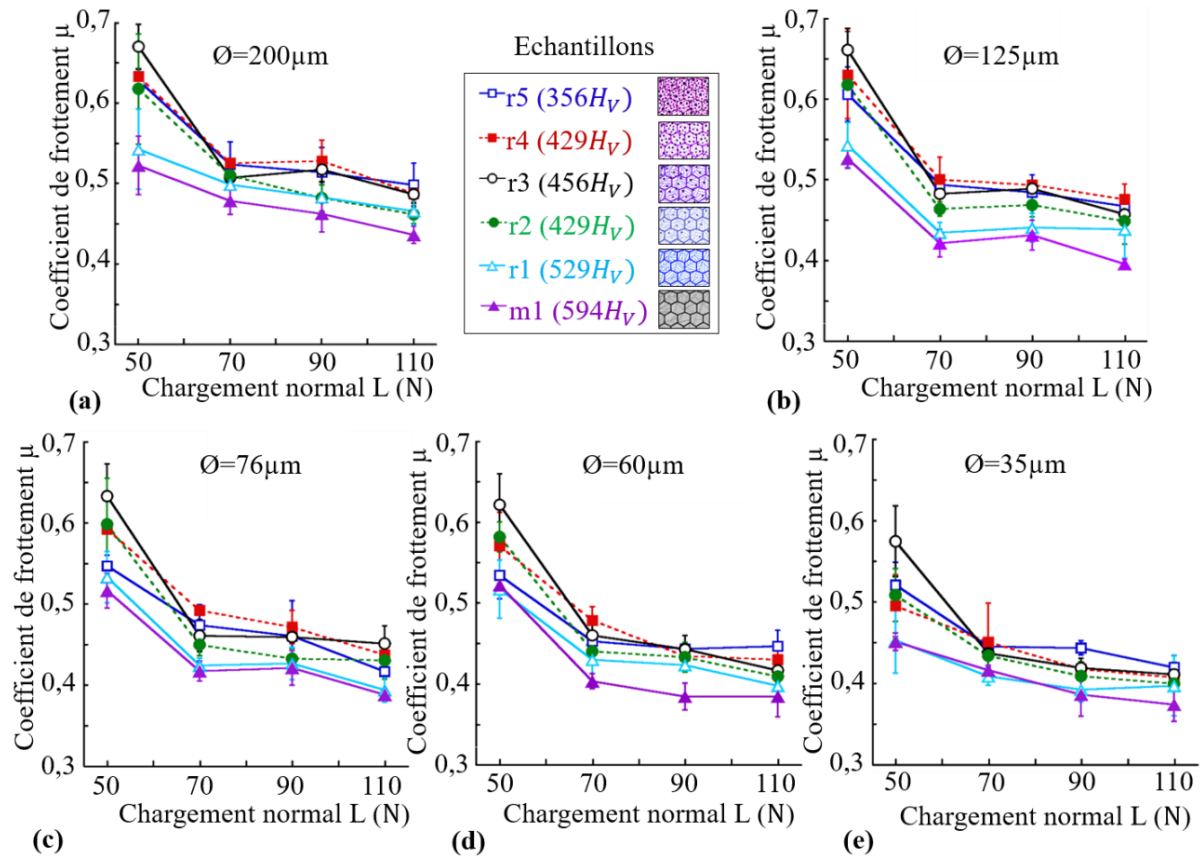 Coefficient de frottement μ
0,7
0,6
0,5
0,4
0,3
Ø=200μm
50 70 90 110
Chargement normal L (N)
(a)
Echantillons
r5 (356H_V)
r4 (429H_V)
r3 (456H_V)
r2 (429H_V)
r1 (529H_V)
m1 (594H_V)
Coefficient de frottement μ
0,7
0,6
0,5
0,4
0,3
Ø=125μm
50 70 90 110
Chargement normal L (N)
(b)
Coefficient de frottement μ
0,7
0,6
0,5
0,4
0,3
Ø=76μm
50 70 90 110
Chargement normal L (N)
(c)
Coefficient de frottement μ
0,7
0,6
0,5
0,4
0,3
Ø=60μm
50 70 90 110
Chargement normal L (N)
(d)
Coefficient de frottement μ
0,7
0,6
0,5
0,4
0,3
Ø=35μm
50 70 90 110
Chargement normal L (N)
(e)